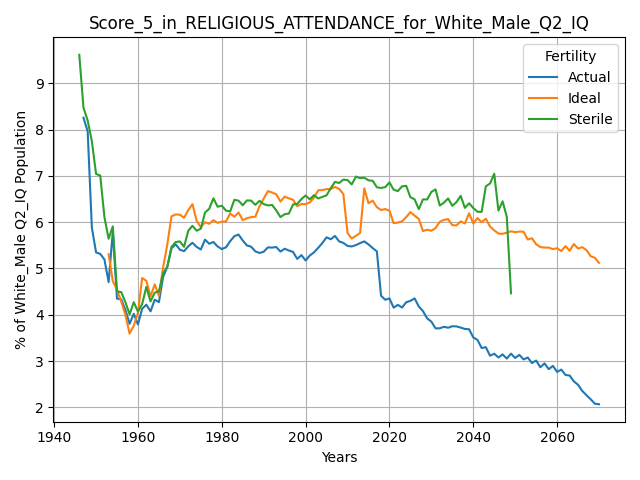 Score_5_in_RELIGIOUS_ATTENDANCE_for_White_Male_Q2_IQ
% of White_Male Q2_IQ Population
9
8
7
6
5
4
3
2
Fertility
Actual
Ideal
Sterile
1940 1960 1980 2000 2020 2040 2060
Years